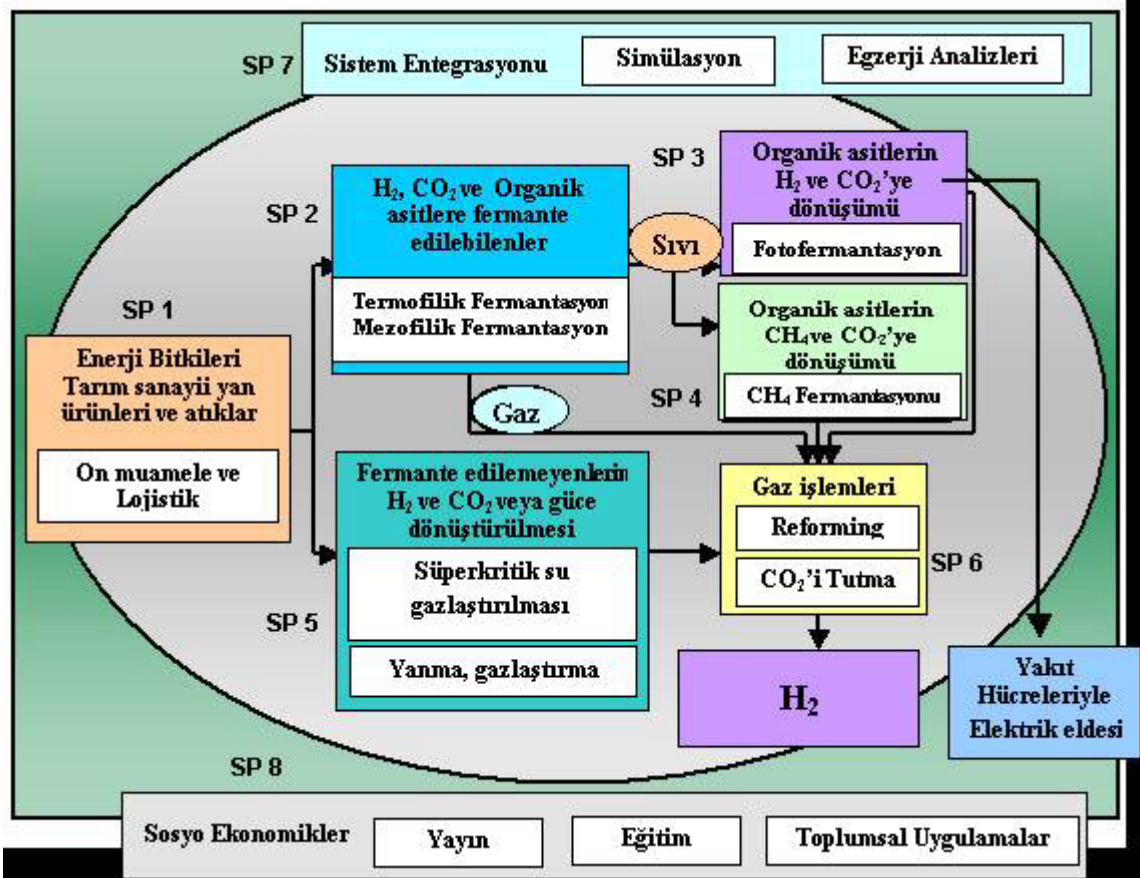 SP 7
Sistem Entegrasyonu
Simülasyon
Egzerji Analizleri
SP 3
Organik asitlerin
H₂ ve CO₂’ye
dönüşümü
Fotofermantasyon
SP 2
H₂, CO₂ ve Organik
asitlere fermante
edilebilenler
Termofilik Fermantasyon
Mezofilik Fermantasyon
Sıvı
SP 1
Enerji Bitkileri
Tarım sanayii yan
ürünleri ve atıklar
On muamele ve
Lojistik
Organik asitlerin
CH₄ ve CO₂’ye
dönüşümü
SP 4
CH₄ Fermantasyonu
Gaz
Fermante edilemeyenlerin
H₂ ve CO₂ veya güce
dönüştürülmesi
Süperkritik su
gazlaştırılması
SP 5
Yanma, gazlaştırma
Gaz işlemleri
Reforming
SP 6
CO₂’i Tutma
H₂
Yakıt
Hücreleriyle
Elektrik eldesi
SP 8
Sosyo Ekonomikler
Yayın
Eğitim
Toplumsal Uygulamalar